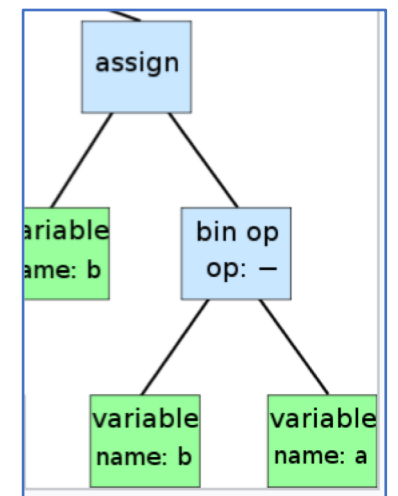 assign
ariable
ame: b
bin op
op: −
variable
name: b
variable
name: a